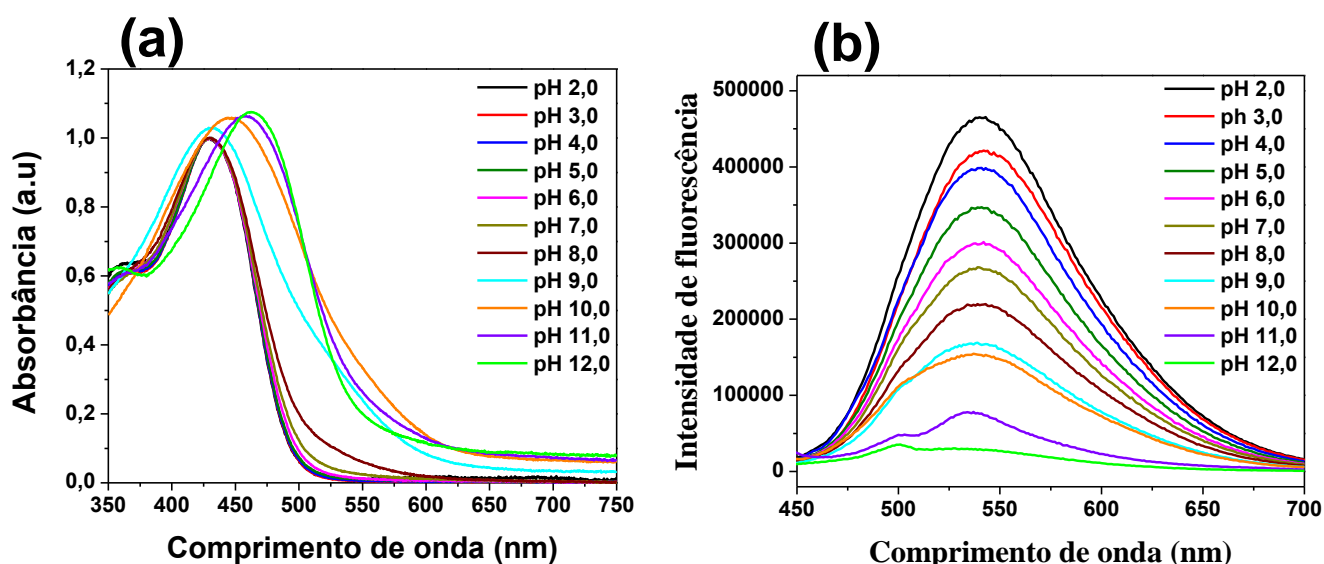 (a)
Absorbância (a.u)
1,2
1,0
0,8
0,6
0,4
0,2
0,0
350 400 450 500 550 600 650 700 750
Comprimento de onda (nm)
pH 2,0
pH 3,0
pH 4,0
pH 5,0
pH 6,0
pH 7,0
pH 8,0
pH 9,0
pH 10,0
pH 11,0
pH 12,0
(b)
Intensidade de fluorescência
500000
400000
300000
200000
100000
0
450 500 550 600 650 700
Comprimento de onda (nm)
pH 2,0
ph 3,0
pH 4,0
pH 5,0
pH 6,0
pH 7,0
pH 8,0
pH 9,0
pH 10,0
pH 11,0
pH 12,0